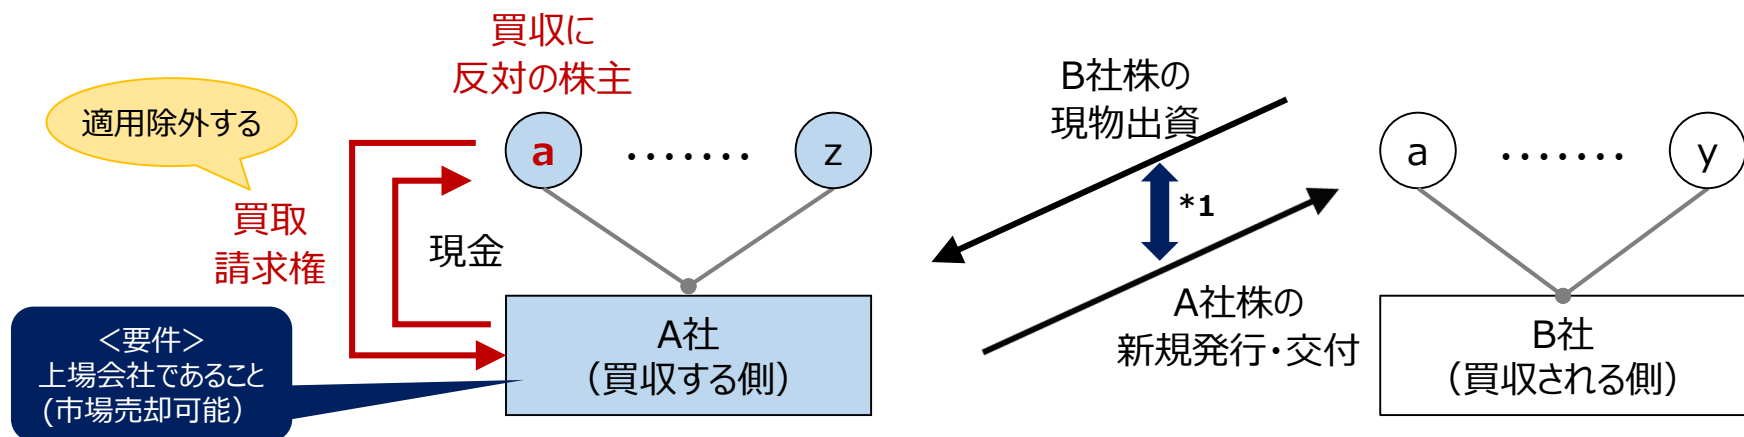 買収に
反対の株主
適用除外する
a
・・・・・・・
z
B社株の
現物出資
a
・・・・・・・
y
*1
買取
請求権
現金
A社株の
新規発行・交付
<要件>
上場会社であること
(市場売却可能）
A社
（買収する側）
B社
（買収される側）